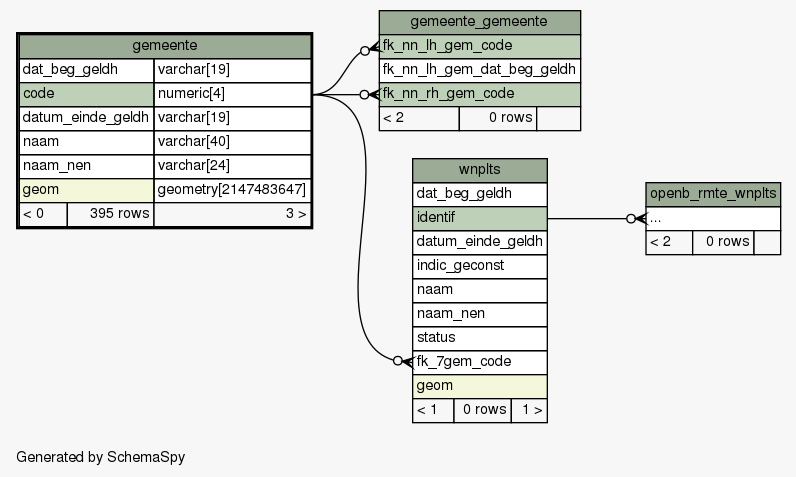 gemeente
dat_beg_geldh varchar[19]
code numeric[4]
datum_einde_geldh varchar[19]
naam varchar[40]
naam_nen varchar[24]
geom geometry[2147483647]
< 0 395 rows 3 >
gemeente_gemeente
fk_nn_lh_gem_code
fk_nn_lh_gem_dat_beg_geldh
fk_nn_rh_gem_code
< 2 0 rows
wnplts
dat_beg_geldh
identif
datum_einde_geldh
indic_geconst
naam
naam_nen
status
fk_7gem_code
geom
< 1 0 rows 1 >
openb_rmte_wnplts
...
< 2 0 rows
Generated by SchemaSpy